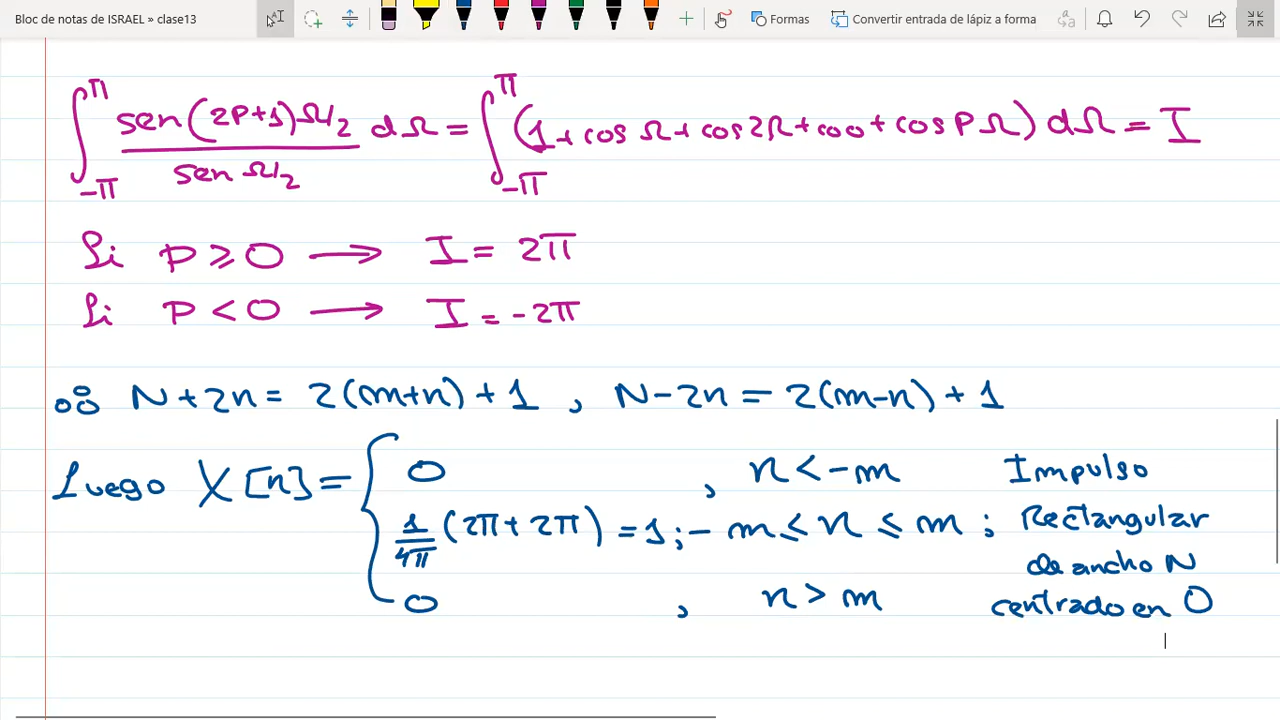 Bloc de notas de ISRAEL » clase13
Formas
Convertir entrada de lápiz a forma
∫_{-π}^{π} sen(2P+1)Ω/2 / sen Ω/2 dΩ = ∫_{-π}^{π} (1 + cos Ω + cos 2Ω + ... + cos PΩ) dΩ = I
Si P ⩾ 0 → I = 2π
Si P < 0 → I = -2π
∴ N + 2n = 2(m+n) + 1 , N - 2n = 2(m-n) + 1
Luego X[n] = { 0 , n < -m Impulso
1/4π (2π + 2π) = 1 ; -m ≤ n ≤ m ; Rectangular
de ancho N
0 , n > m centrado en 0